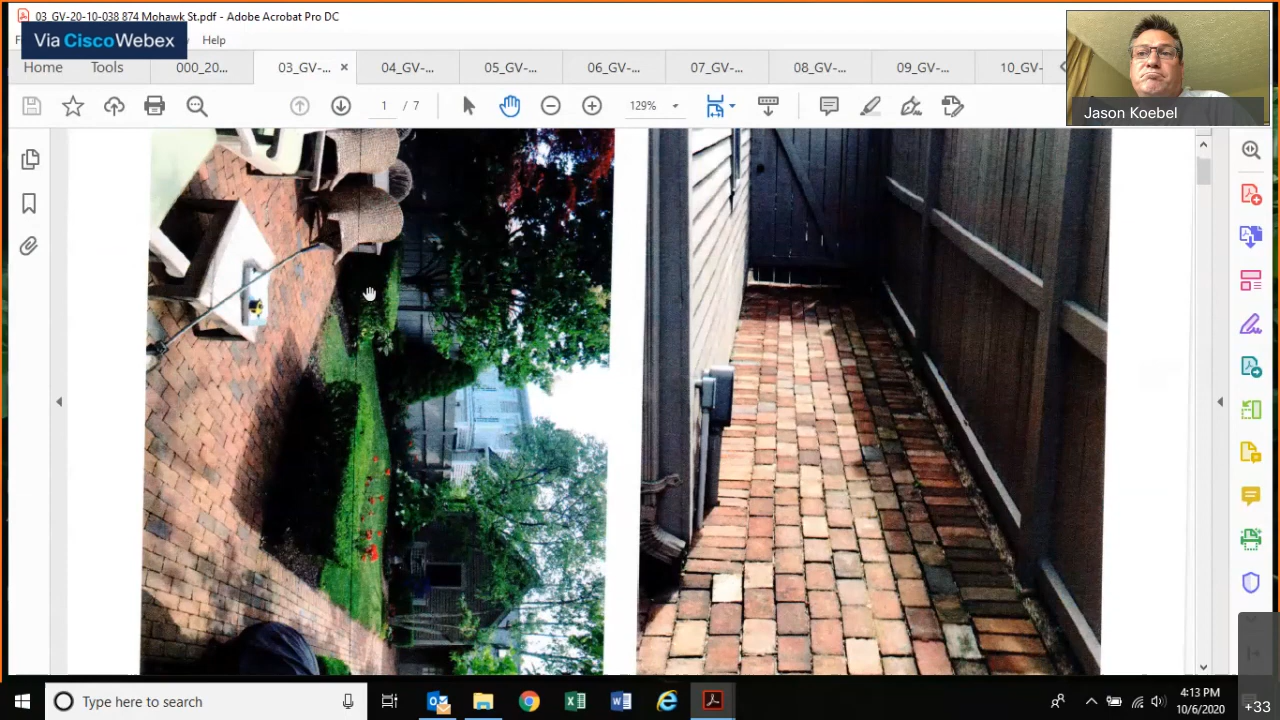 03_GV-20-10-038 874 Mohawk St.pdf - Adobe Acrobat Pro DC
Via CiscoWebex
Help
Home Tools 000_20... 03_GV-... × 04_GV-... 05_GV-... 06_GV-... 07_GV-... 08_GV-... 09_GV-... 10_GV-
1 / 7 129%
Jason Koebel
Type here to search
4:13 PM
10/6/2020
+33